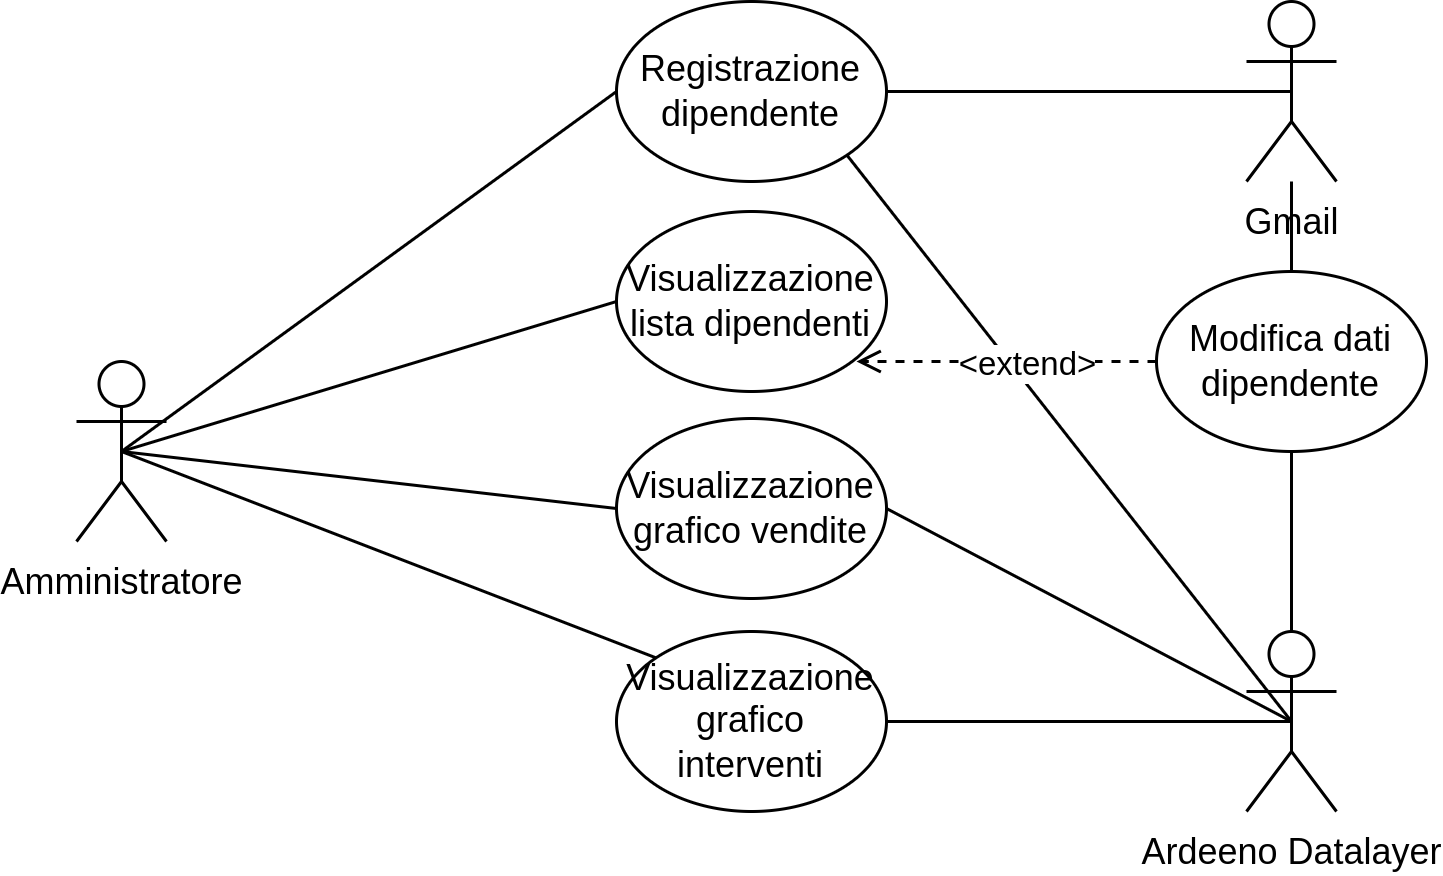 Registrazione
dipendente
Gmail
Visualizzazione
lista dipendenti
<extend>
Modifica dati
dipendente
Visualizzazione
grafico vendite
Amministratore
Visualizzazione
grafico
interventi
Ardeeno Datalayer